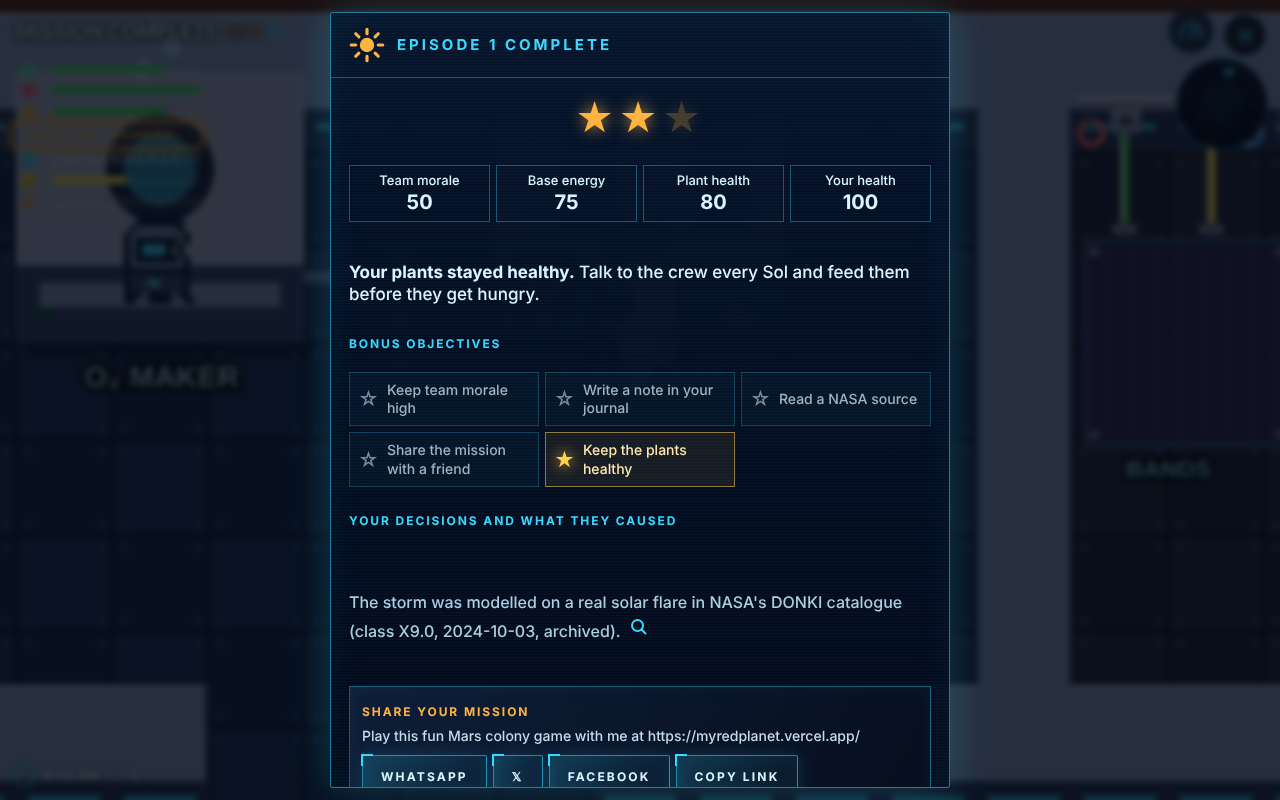 EPISODE 1 COMPLETE
Team morale
50
Base energy
75
Plant health
80
Your health
100
Your plants stayed healthy. Talk to the crew every Sol and feed them
before they get hungry.
BONUS OBJECTIVES
Keep team morale
high
Write a note in your
journal
Read a NASA source
Share the mission
with a friend
Keep the plants
healthy
YOUR DECISIONS AND WHAT THEY CAUSED
The storm was modelled on a real solar flare in NASA's DONKI catalogue
(class X9.0, 2024-10-03, archived).
SHARE YOUR MISSION
Play this fun Mars colony game with me at https://myredplanet.vercel.app/
WHATSAPP
𝕏
FACEBOOK
COPY LINK
MISSION COMPLETE
O₂ MAKER
BANDS